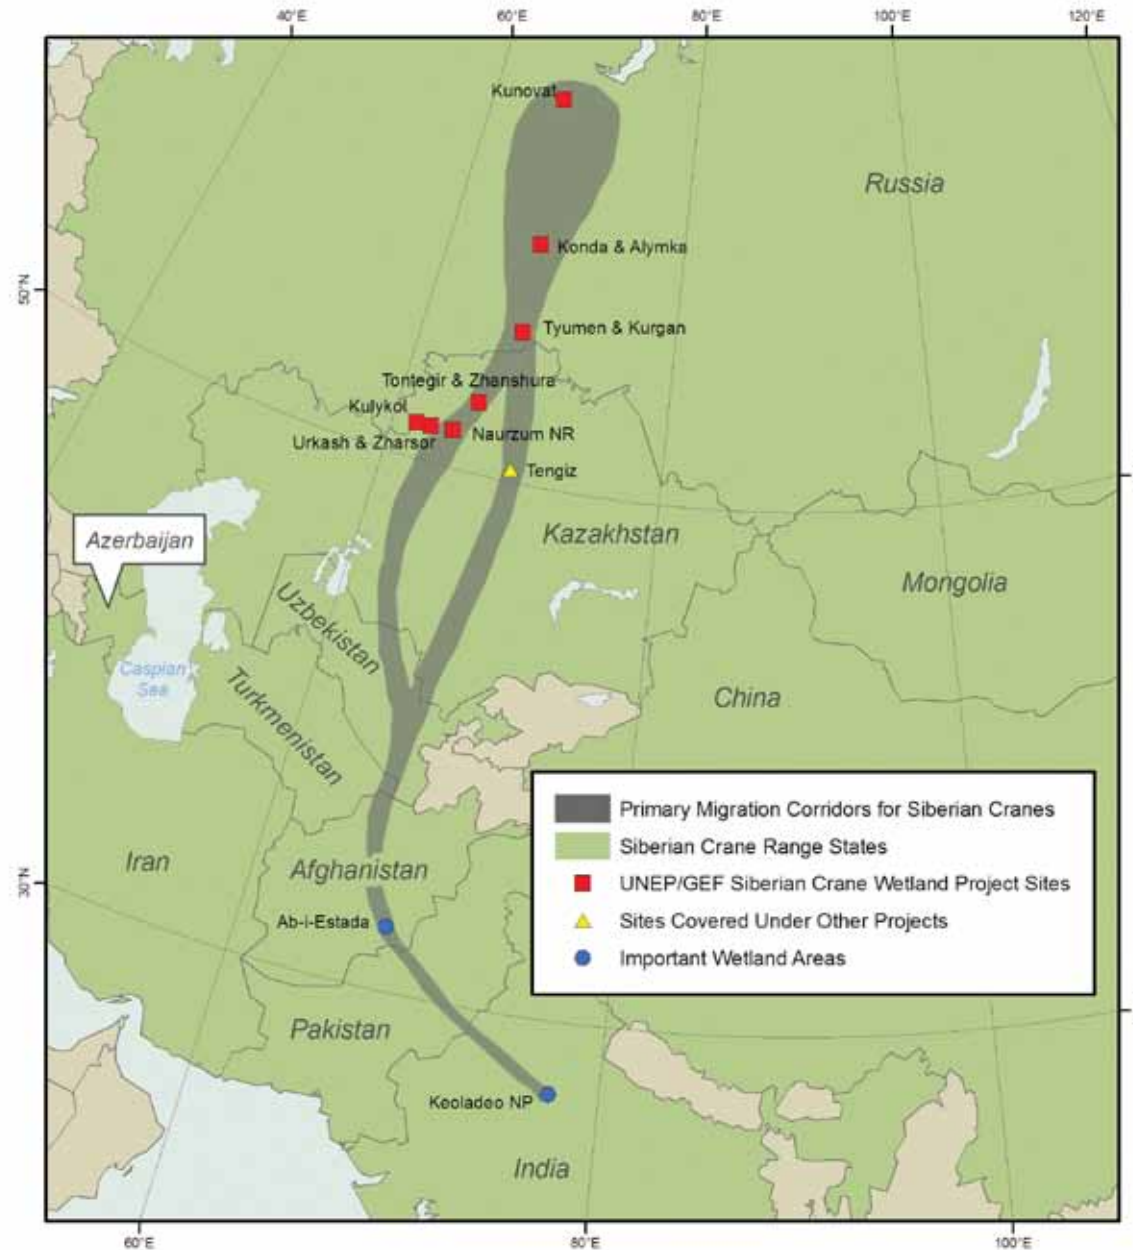 40°E
60°E
80°E
100°E
120°E
Kunovat
Russia
Konda & Alymka
50°N
Tyumen & Kurgan
Tontegir & Zhanshura
Kulykol
Urkash & Zharsor
Naurzum NR
Tengiz
Kazakhstan
Azerbaijan
Mongolia
Uzbekistan
Caspian
Sea
Turkmenistan
China
Primary Migration Corridors for Siberian Cranes
Siberian Crane Range States
UNEP/GEF Siberian Crane Wetland Project Sites
Sites Covered Under Other Projects
Important Wetland Areas
Iran
Afghanistan
30°N
Ab-i-Estada
Pakistan
Keoladeo NP
India
60°E
80°E
100°E